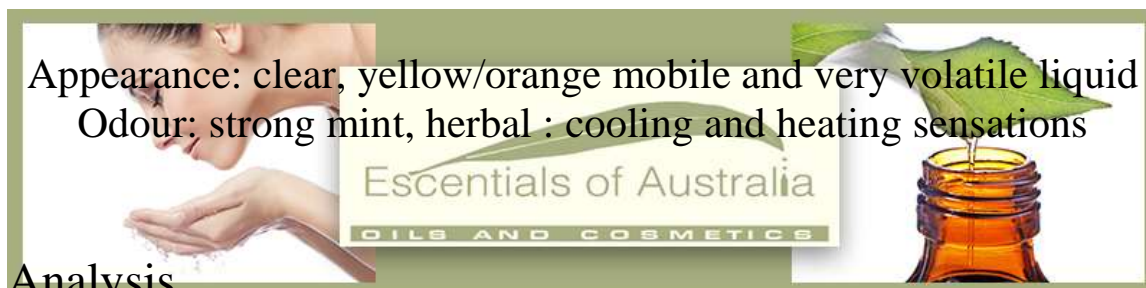 Appearance: clear, yellow/orange mobile and very volatile liquid
Odour: strong mint, herbal : cooling and heating sensations
Escentials of Australia
OILS AND COSMETICS
Analysis